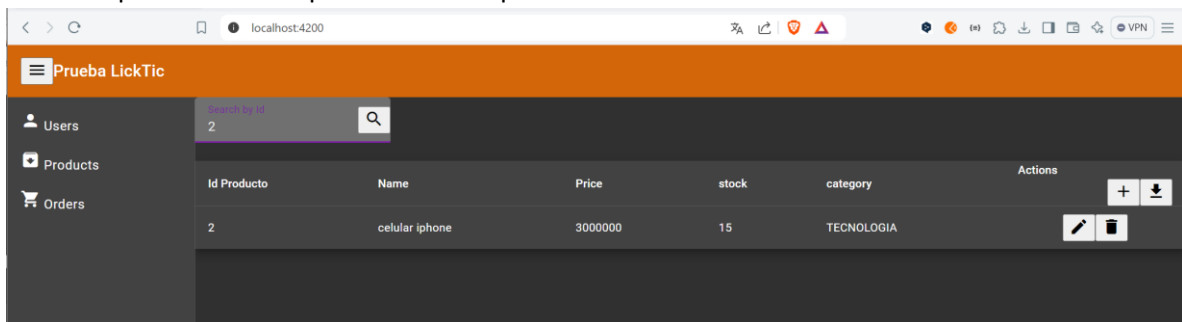 localhost:4200
VPN
Prueba LickTic
Users
Products
Orders
Search by Id
2
Actions
Id Producto Name Price stock category
2 celular iphone 3000000 15 TECNOLOGIA